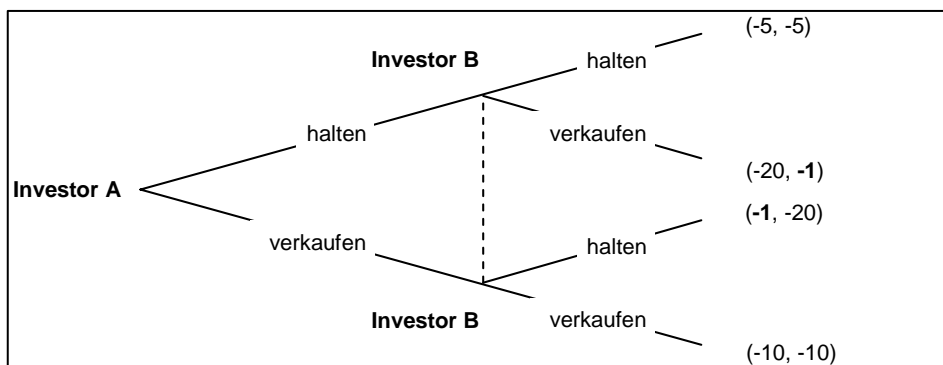 (-5, -5)
Investor B
halten
halten
verkaufen
(-20, -1)
Investor A
(-1, -20)
verkaufen
halten
Investor B
verkaufen
(-10, -10)